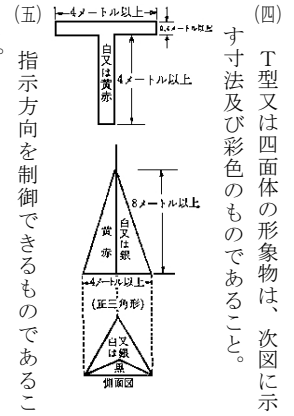 ㈣　Ｔ型又は四面体の形象物は、次図に示
す寸法及び彩色のものであること。
4メートル以上
0.4メートル以上
白又は黄赤
4メートル以上
8メートル以上
黄赤
白又は銀
4メートル以上
(正三角形)
白又は銀
黒
側面図
㈤　指示方向を制御できるものであるこ
。